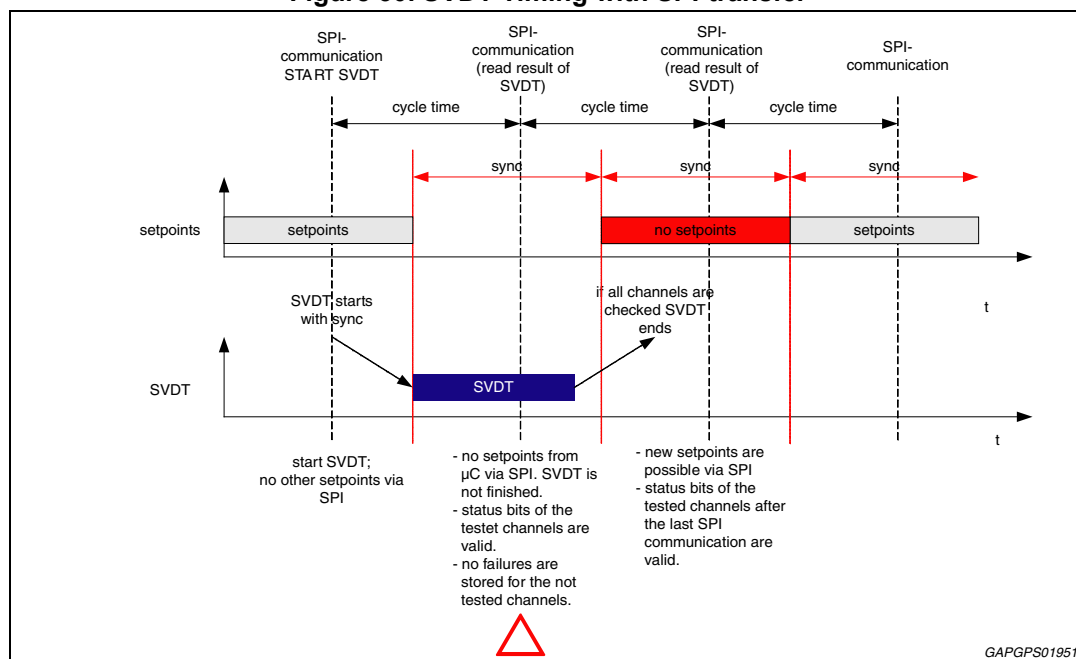 SPI-
communication
START SVDT
SPI-
communication
(read result of
SVDT)
SPI-
communication
(read result of
SVDT)
SPI-
communication
cycle time
cycle time
cycle time
sync
sync
sync
setpoints
setpoints
no setpoints
setpoints
t
SVDT starts
with sync
if all channels are
checked SVDT
ends
SVDT
SVDT
t
start SVDT;
no other setpoints via
SPI
- no setpoints from
µC via SPI. SVDT is
not finished.
- status bits of the
testet channels are
valid.
- no failures are
stored for the not
tested channels.
- new setpoints are
possible via SPI
- status bits of the
tested channels after
the last SPI
communication are
valid.
GAPGPS01951